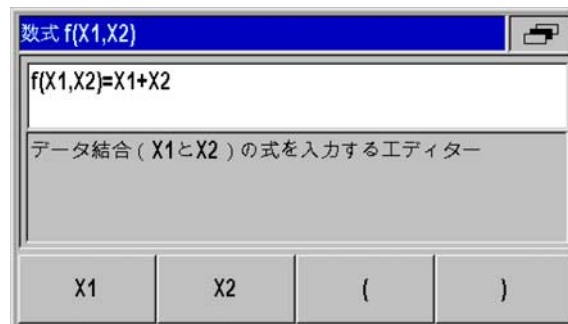 数式 f(X1,X2)
f(X1,X2)=X1+X2
データ結合 ( X1とX2 ) の式を入力するエディター
X1 X2 ( )